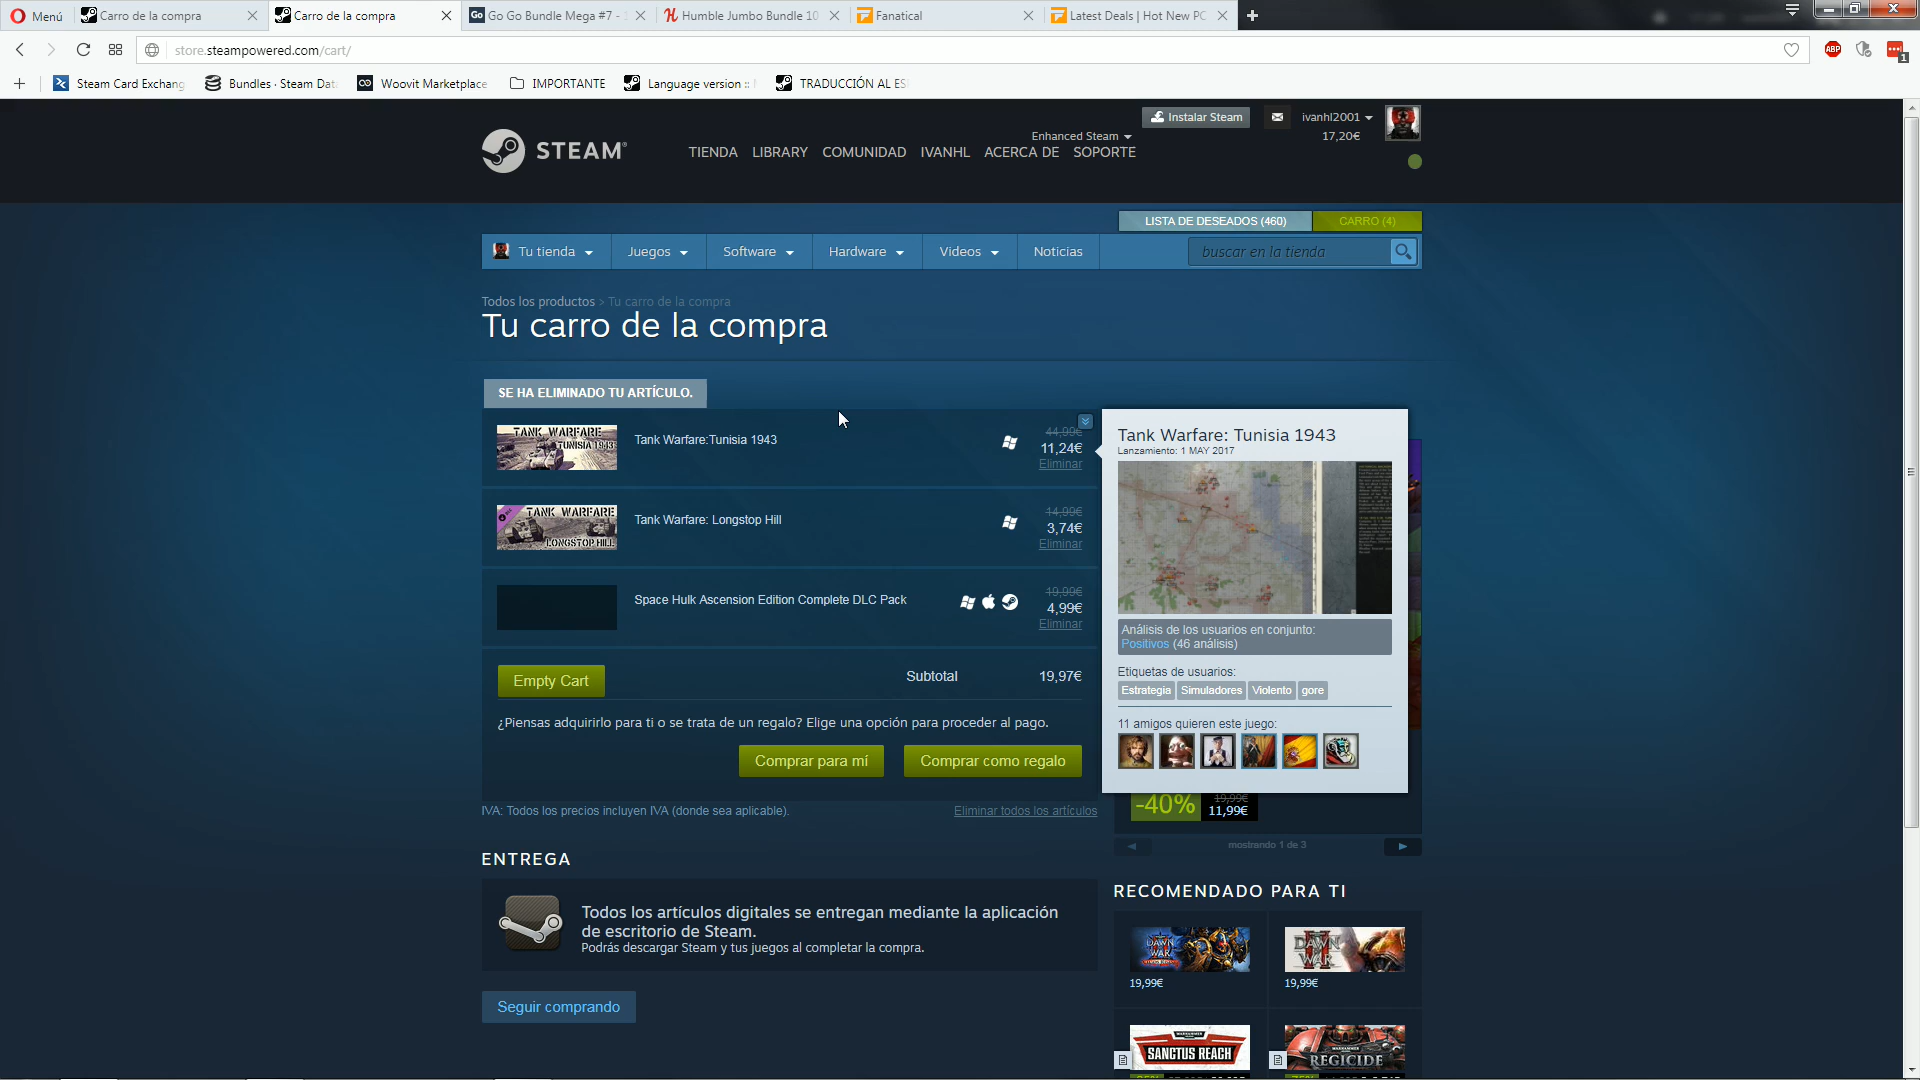 Menú
Carro de la compra
Carro de la compra
Go Go Bundle Mega #7 -
Humble Jumbo Bundle 10
Fanatical
Latest Deals | Hot New PC
store.steampowered.com/cart/
ABP
1
Steam Card Exchang
Bundles · Steam Dat
Woovit Marketplace
IMPORTANTE
Language version ::
TRADUCCIÓN AL ES
Instalar Steam
ivanhl2001
17,20€
Enhanced Steam
STEAM
TIENDA
LIBRARY
COMUNIDAD
IVANHL
ACERCA DE
SOPORTE
LISTA DE DESEADOS (460)
CARRO (4)
Tu tienda
Juegos
Software
Hardware
Videos
Noticias
buscar en la tienda
Todos los productos > Tu carro de la compra
Tu carro de la compra
SE HA ELIMINADO TU ARTÍCULO.
TANK WARFARE
TUNISIA 1943
Tank Warfare:Tunisia 1943
44,99€
11,24€
Eliminar
TANK WARFARE
LONGSTOP HILL
Tank Warfare: Longstop Hill
14,99€
3,74€
Eliminar
Space Hulk Ascension Edition Complete DLC Pack
19,99€
4,99€
Eliminar
Empty Cart
Subtotal
19,97€
¿Piensas adquirirlo para ti o se trata de un regalo? Elige una opción para proceder al pago.
Comprar para mí
Comprar como regalo
IVA: Todos los precios incluyen IVA (donde sea aplicable).
Eliminar todos los artículos
Tank Warfare: Tunisia 1943
Lanzamiento: 1 MAY 2017
Análisis de los usuarios en conjunto:
Positivos (46 análisis)
Etiquetas de usuarios:
Estrategia
Simuladores
Violento
gore
11 amigos quieren este juego:
-40%
19,99€
11,99€
mostrando 1 de 3
ENTREGA
Todos los artículos digitales se entregan mediante la aplicación
de escritorio de Steam.
Podrás descargar Steam y tus juegos al completar la compra.
Seguir comprando
RECOMENDADO PARA TI
DAWN
WAR
19,99€
DAWN
WAR
II
19,99€
SANCTUS REACH
REGICIDE